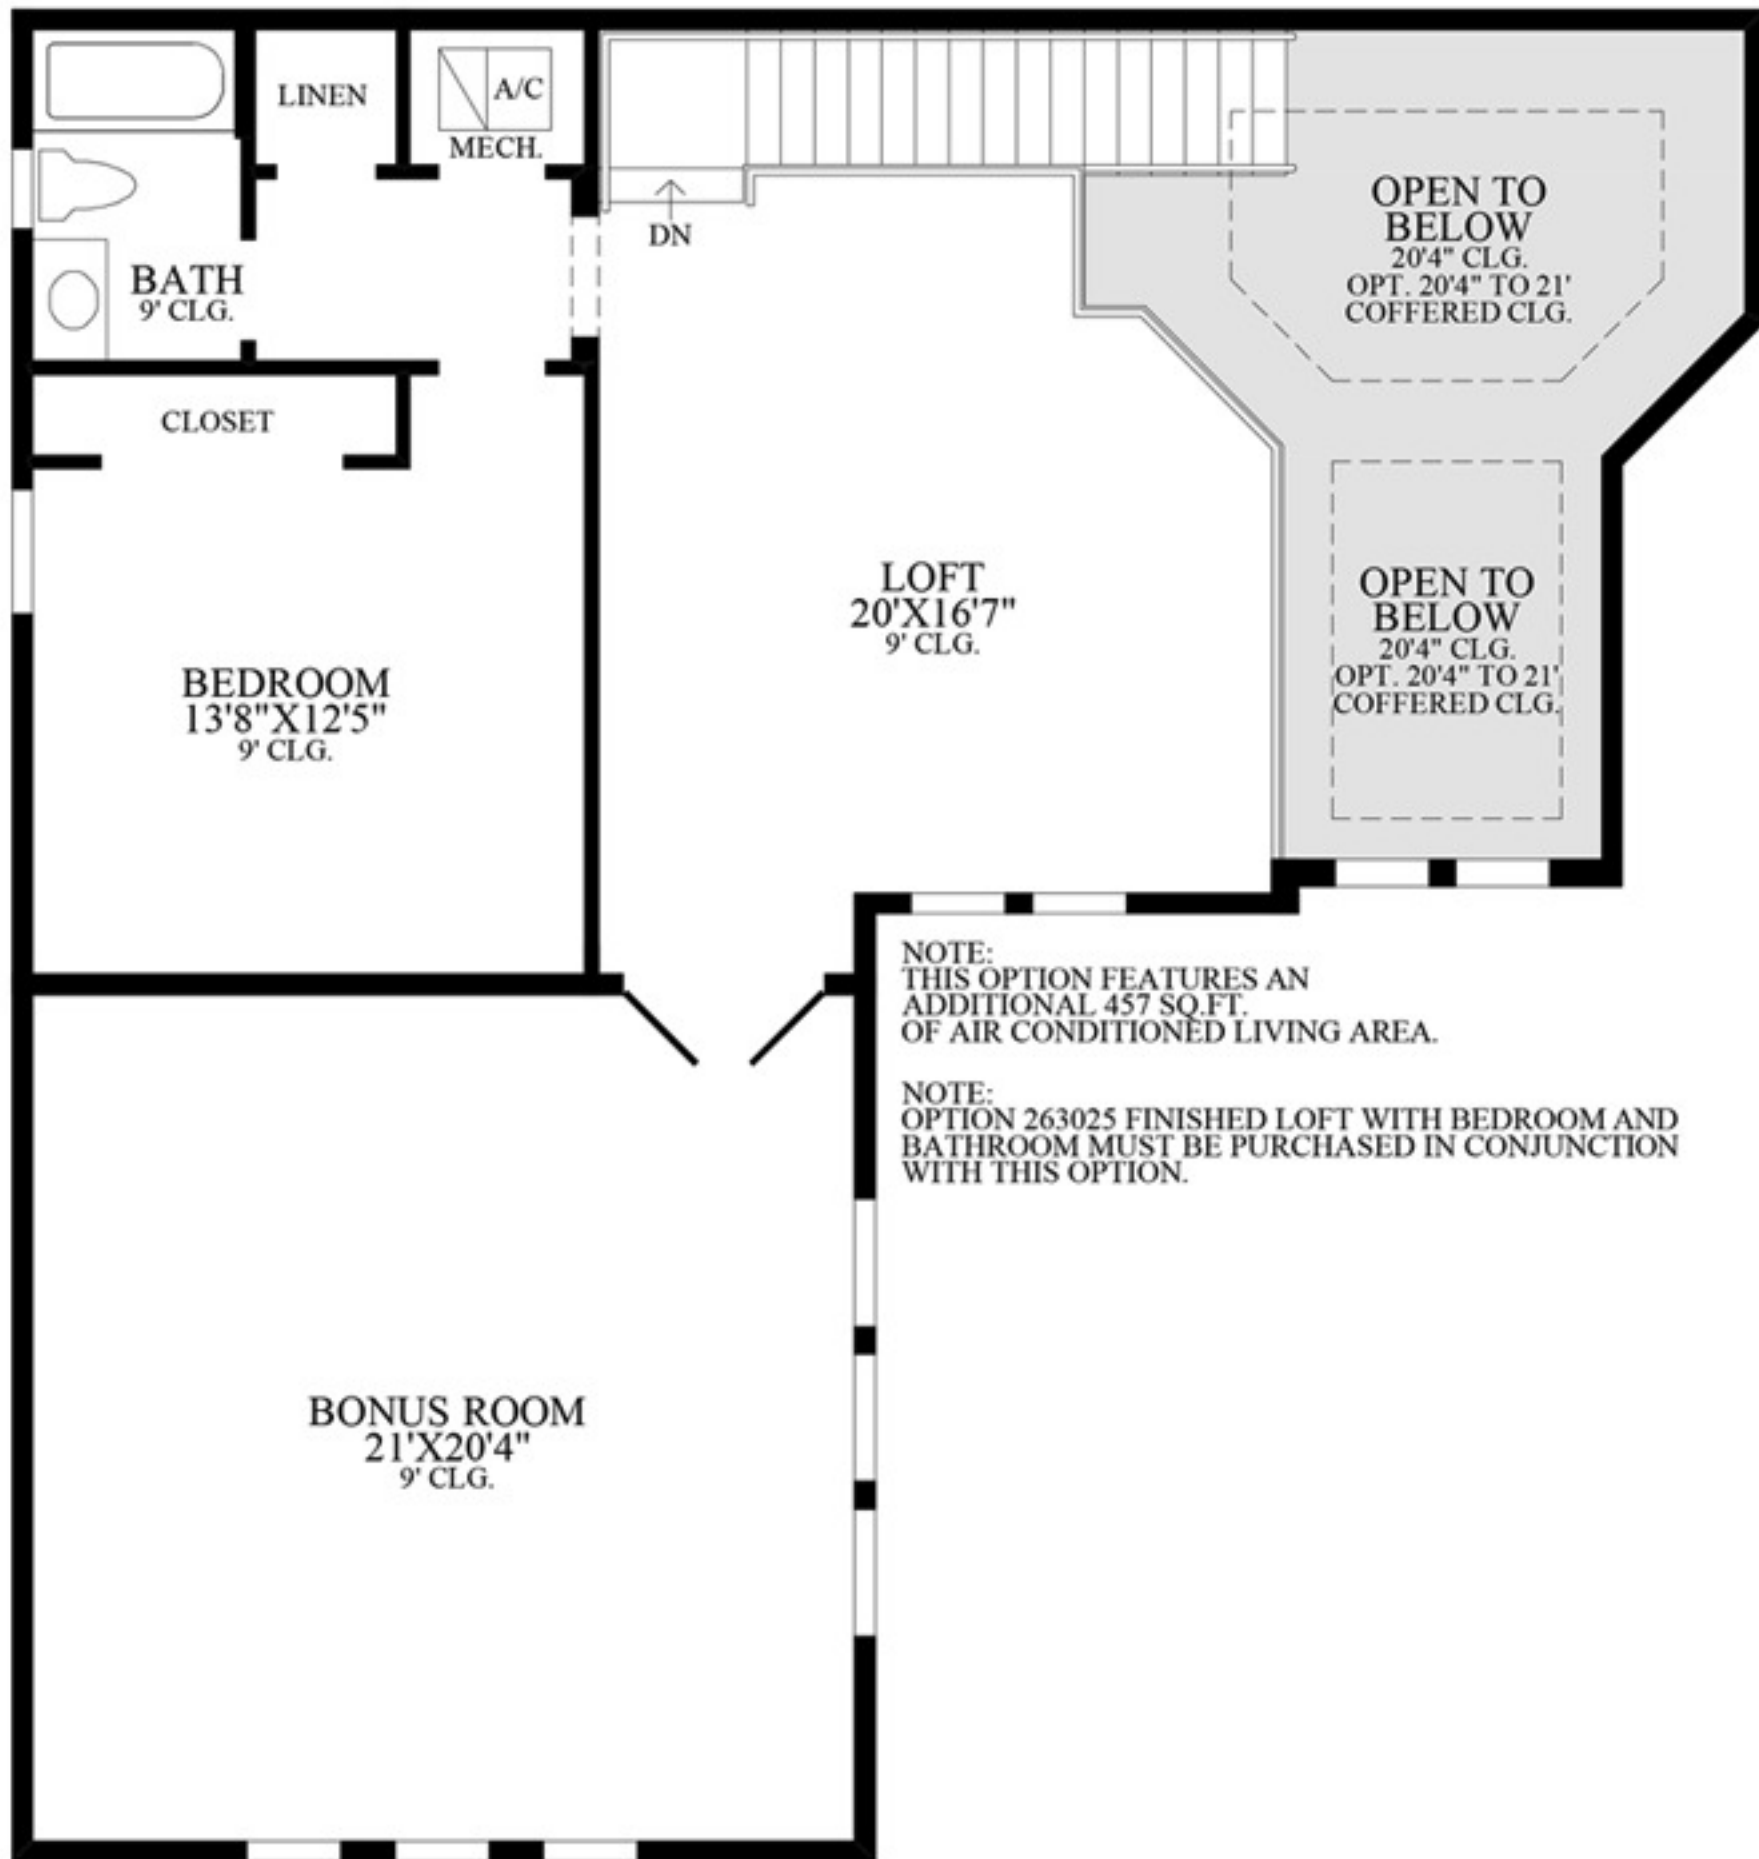 LINEN
A/C
MECH.
DN
BATH
9' CLG.
OPEN TO
BELOW
20'4" CLG.
OPT. 20'4" TO 21'
COFFERED CLG.
CLOSET
LOFT
20'X16'7"
9' CLG.
OPEN TO
BELOW
20'4" CLG.
OPT. 20'4" TO 21'
COFFERED CLG.
BEDROOM
13'8"X12'5"
9' CLG.
NOTE:
THIS OPTION FEATURES AN
ADDITIONAL 457 SQ.FT.
OF AIR CONDITIONED LIVING AREA.
NOTE:
OPTION 263025 FINISHED LOFT WITH BEDROOM AND
BATHROOM MUST BE PURCHASED IN CONJUNCTION
WITH THIS OPTION.
BONUS ROOM
21'X20'4"
9' CLG.